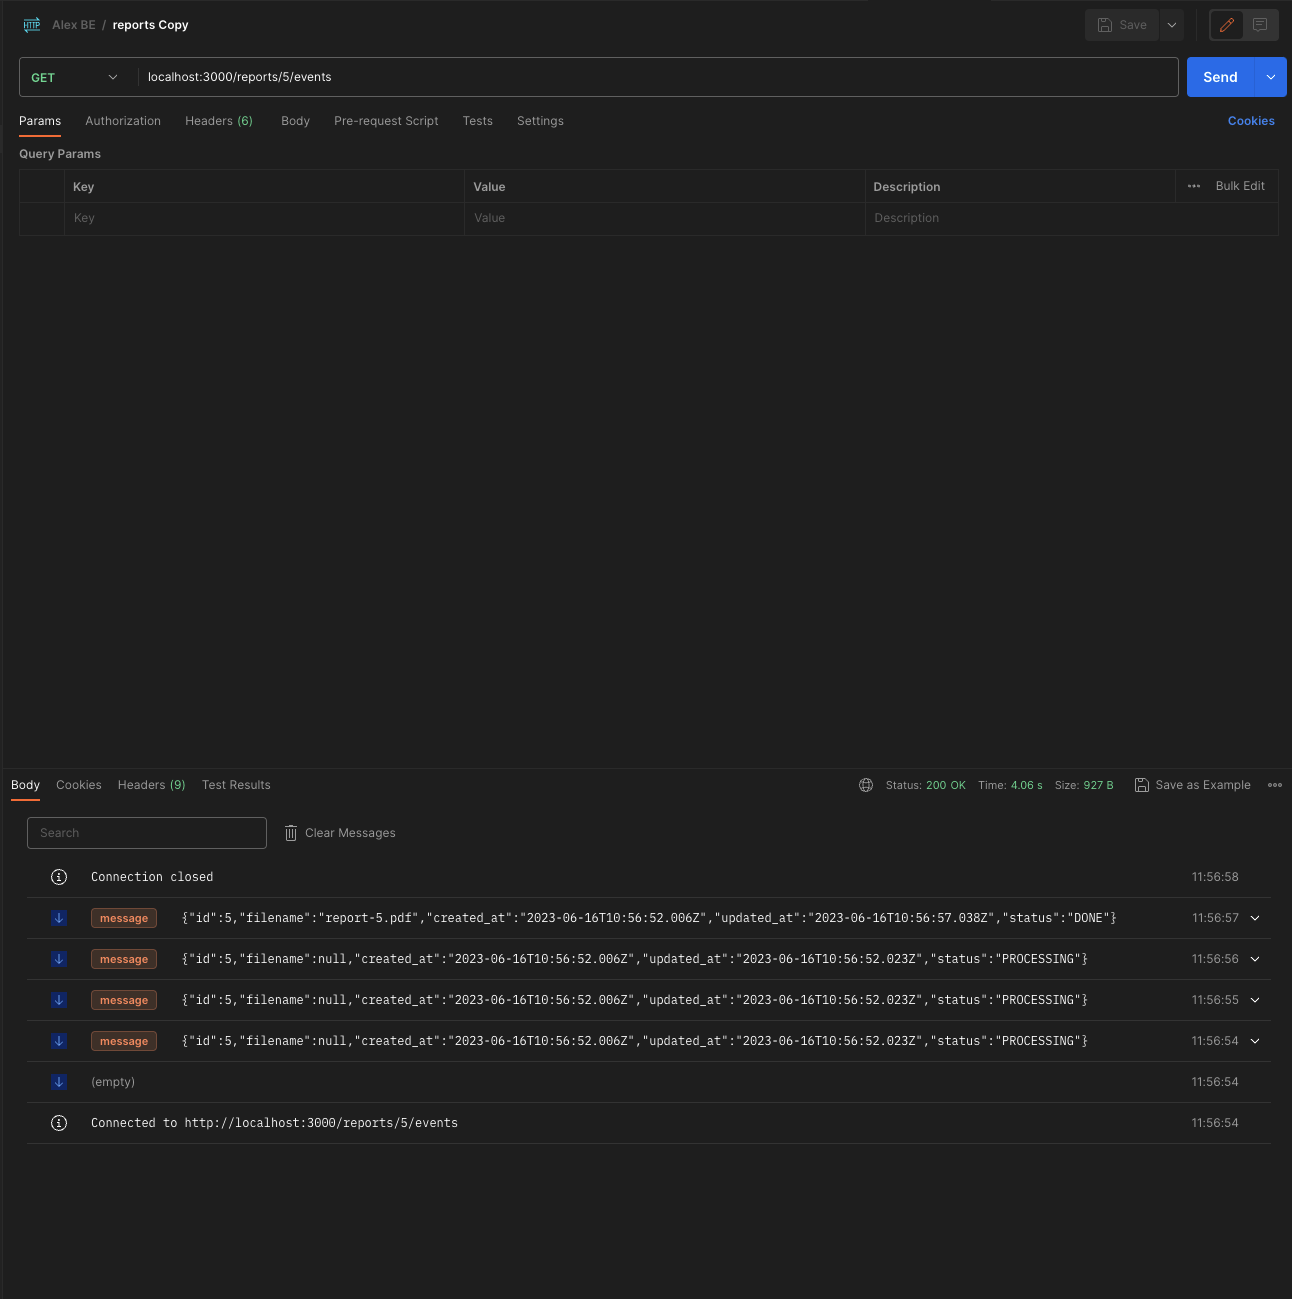 HTTP Alex BE / reports Copy Save
GET localhost:3000/reports/5/events Send
Params Authorization Headers (6) Body Pre-request Script Tests Settings Cookies
Query Params
Key Value Description ••• Bulk Edit
Key Value Description
Body Cookies Headers (9) Test Results Status: 200 OK Time: 4.06 s Size: 927 B Save as Example
Search Clear Messages
Connection closed 11:56:58
message {"id":5,"filename":"report-5.pdf","created_at":"2023-06-16T10:56:52.006Z","updated_at":"2023-06-16T10:56:57.038Z","status":"DONE"} 11:56:57
message {"id":5,"filename":null,"created_at":"2023-06-16T10:56:52.006Z","updated_at":"2023-06-16T10:56:52.023Z","status":"PROCESSING"} 11:56:56
message {"id":5,"filename":null,"created_at":"2023-06-16T10:56:52.006Z","updated_at":"2023-06-16T10:56:52.023Z","status":"PROCESSING"} 11:56:55
message {"id":5,"filename":null,"created_at":"2023-06-16T10:56:52.006Z","updated_at":"2023-06-16T10:56:52.023Z","status":"PROCESSING"} 11:56:54
(empty) 11:56:54
Connected to http://localhost:3000/reports/5/events 11:56:54